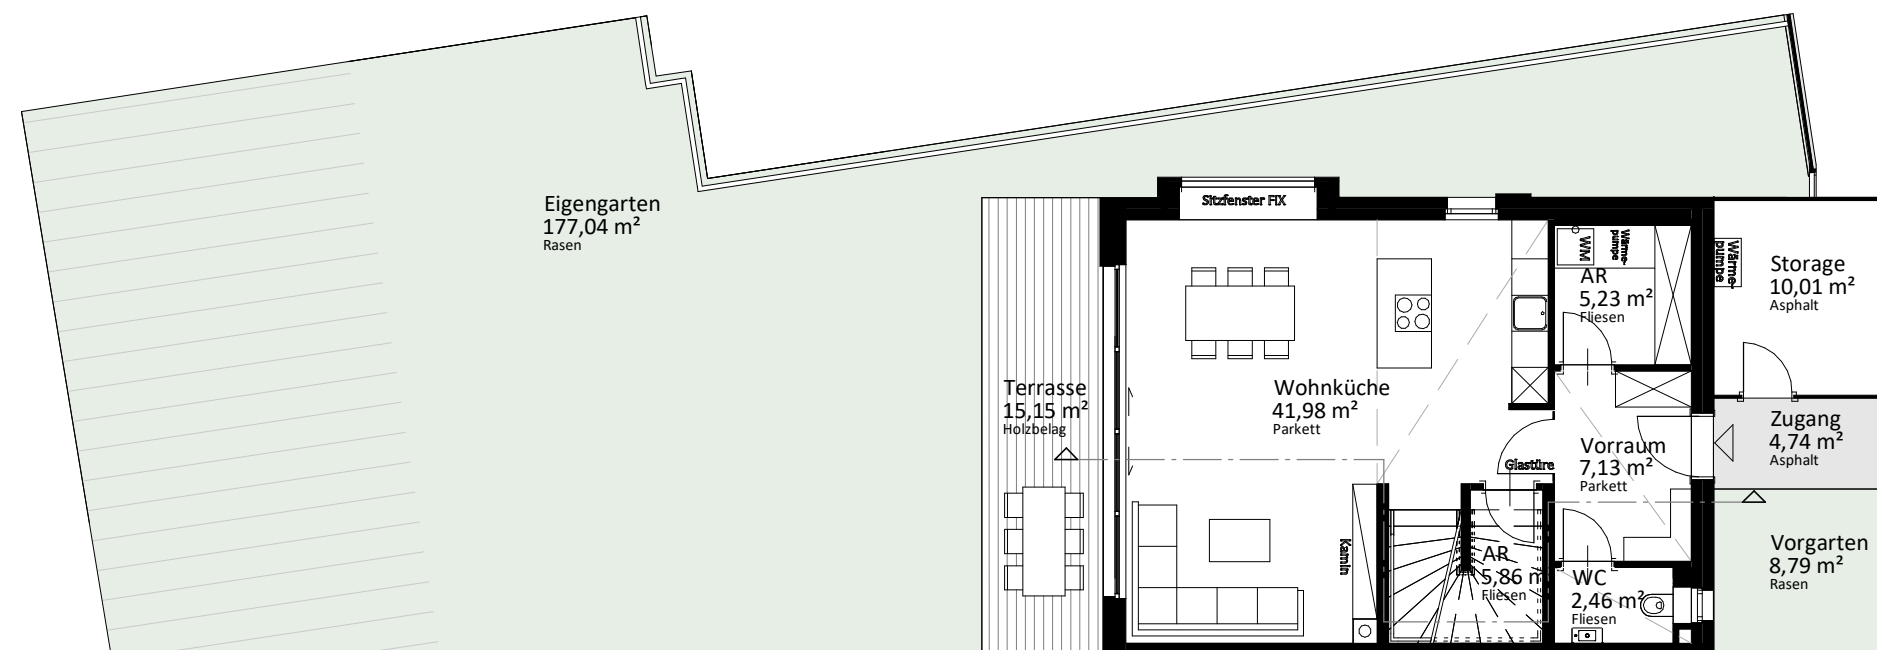 Sitzfenster FIX
Eigengarten
177,04 m²
Rasen
WM
Wärme-
pumpe
Wärme-
pumpe
AR
5,23 m²
Fliesen
Storage
10,01 m²
Asphalt
Terrasse
15,15 m²
Holzbelag
Wohnküche
41,98 m²
Parkett
Zugang
4,74 m²
Asphalt
Vorraum
7,13 m²
Parkett
Glastüre
Kamin
AR
5,86 m
Fliesen
WC
2,46 m²
Fliesen
Vorgarten
8,79 m²
Rasen